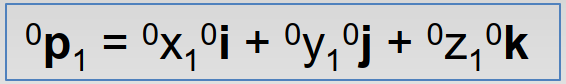 ⁰p₁ = ⁰x₁⁰i + ⁰y₁⁰j + ⁰z₁⁰k